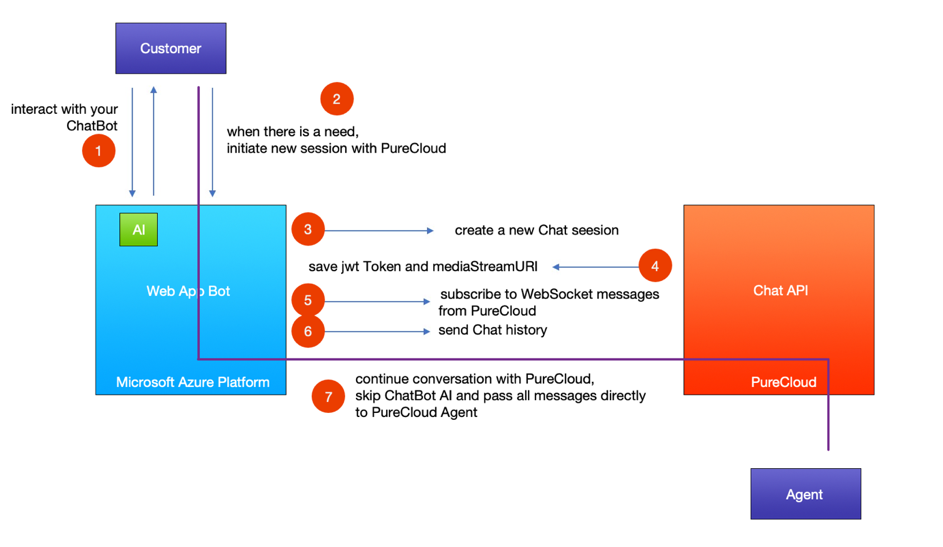 Customer
interact with your
ChatBot
1
2
when there is a need,
initiate new session with PureCloud
AI
Web App Bot
Microsoft Azure Platform
3
create a new Chat seesion
save jwt Token and mediaStreamURI
4
5
subscribe to WebSocket messages
from PureCloud
6
send Chat history
Chat API
PureCloud
7
continue conversation with PureCloud,
skip ChatBot AI and pass all messages directly
to PureCloud Agent
Agent